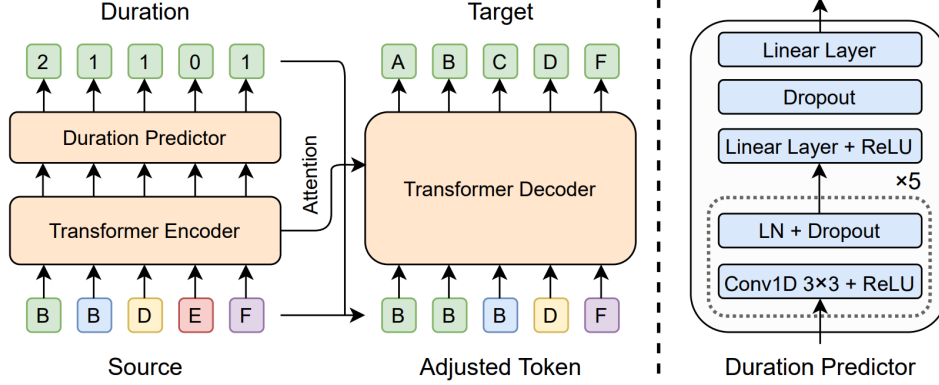 Duration
2 1 1 0 1
Duration Predictor
Transformer Encoder
B B D E F
Source
Attention
Target
A B C D F
Transformer Decoder
B B B D F
Adjusted Token
Linear Layer
Dropout
Linear Layer + ReLU
×5
LN + Dropout
Conv1D 3×3 + ReLU
Duration Predictor